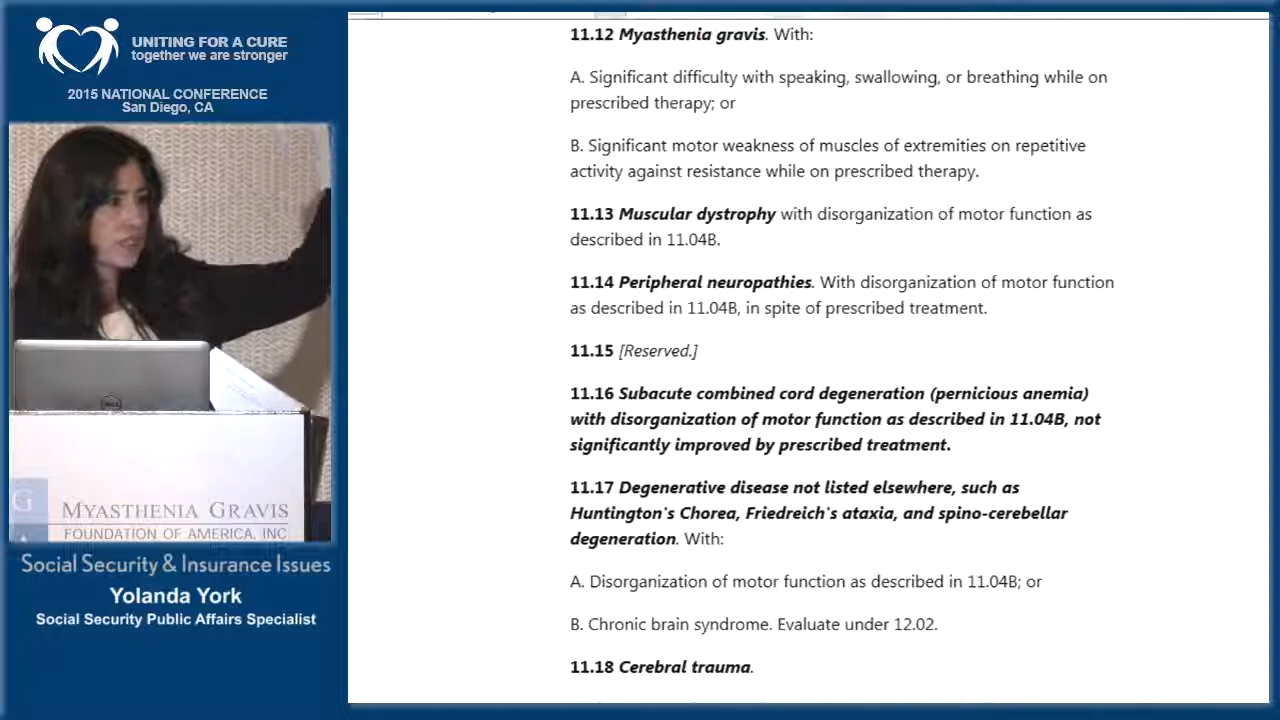 UNITING FOR A CURE
together we are stronger
2015 NATIONAL CONFERENCE
San Diego, CA
MYASTHENIA GRAVIS
FOUNDATION OF AMERICA, INC
Social Security & Insurance Issues
Yolanda York
Social Security Public Affairs Specialist
11.12 Myasthenia gravis. With:
A. Significant difficulty with speaking, swallowing, or breathing while on
prescribed therapy; or
B. Significant motor weakness of muscles of extremities on repetitive
activity against resistance while on prescribed therapy.
11.13 Muscular dystrophy with disorganization of motor function as
described in 11.04B.
11.14 Peripheral neuropathies. With disorganization of motor function
as described in 11.04B, in spite of prescribed treatment.
11.15 [Reserved.]
11.16 Subacute combined cord degeneration (pernicious anemia)
with disorganization of motor function as described in 11.04B, not
significantly improved by prescribed treatment.
11.17 Degenerative disease not listed elsewhere, such as
Huntington's Chorea, Friedreich's ataxia, and spino-cerebellar
degeneration. With:
A. Disorganization of motor function as described in 11.04B; or
B. Chronic brain syndrome. Evaluate under 12.02.
11.18 Cerebral trauma.